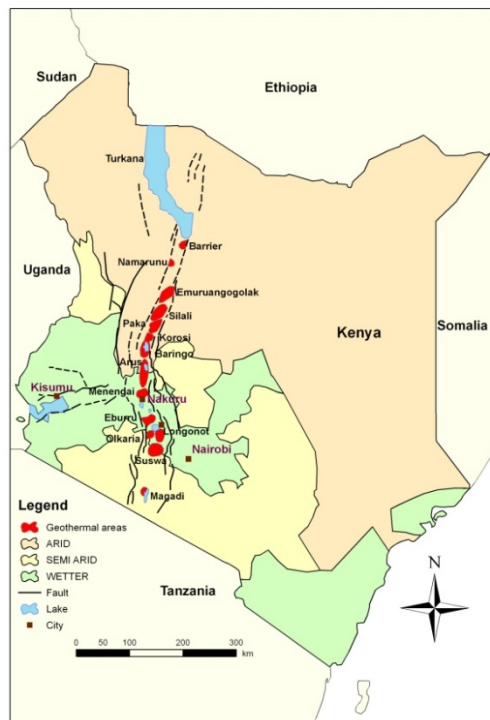 Sudan
Ethiopia
Turkana
Barrier
Namarunu
Uganda
Emuruangogolak
Silali
Paka
Kenya
Somalia
Korosi
Baringo
Arus
Kisumu
Menendai
Nakuru
Eburru
Longonot
Olkaria
Nairobi
Suswa
Magadi
Legend
Geothermal areas
ARID
SEMI ARID
WETTER
Fault
Lake
City
Tanzania
N
0 50 100 200 300
km